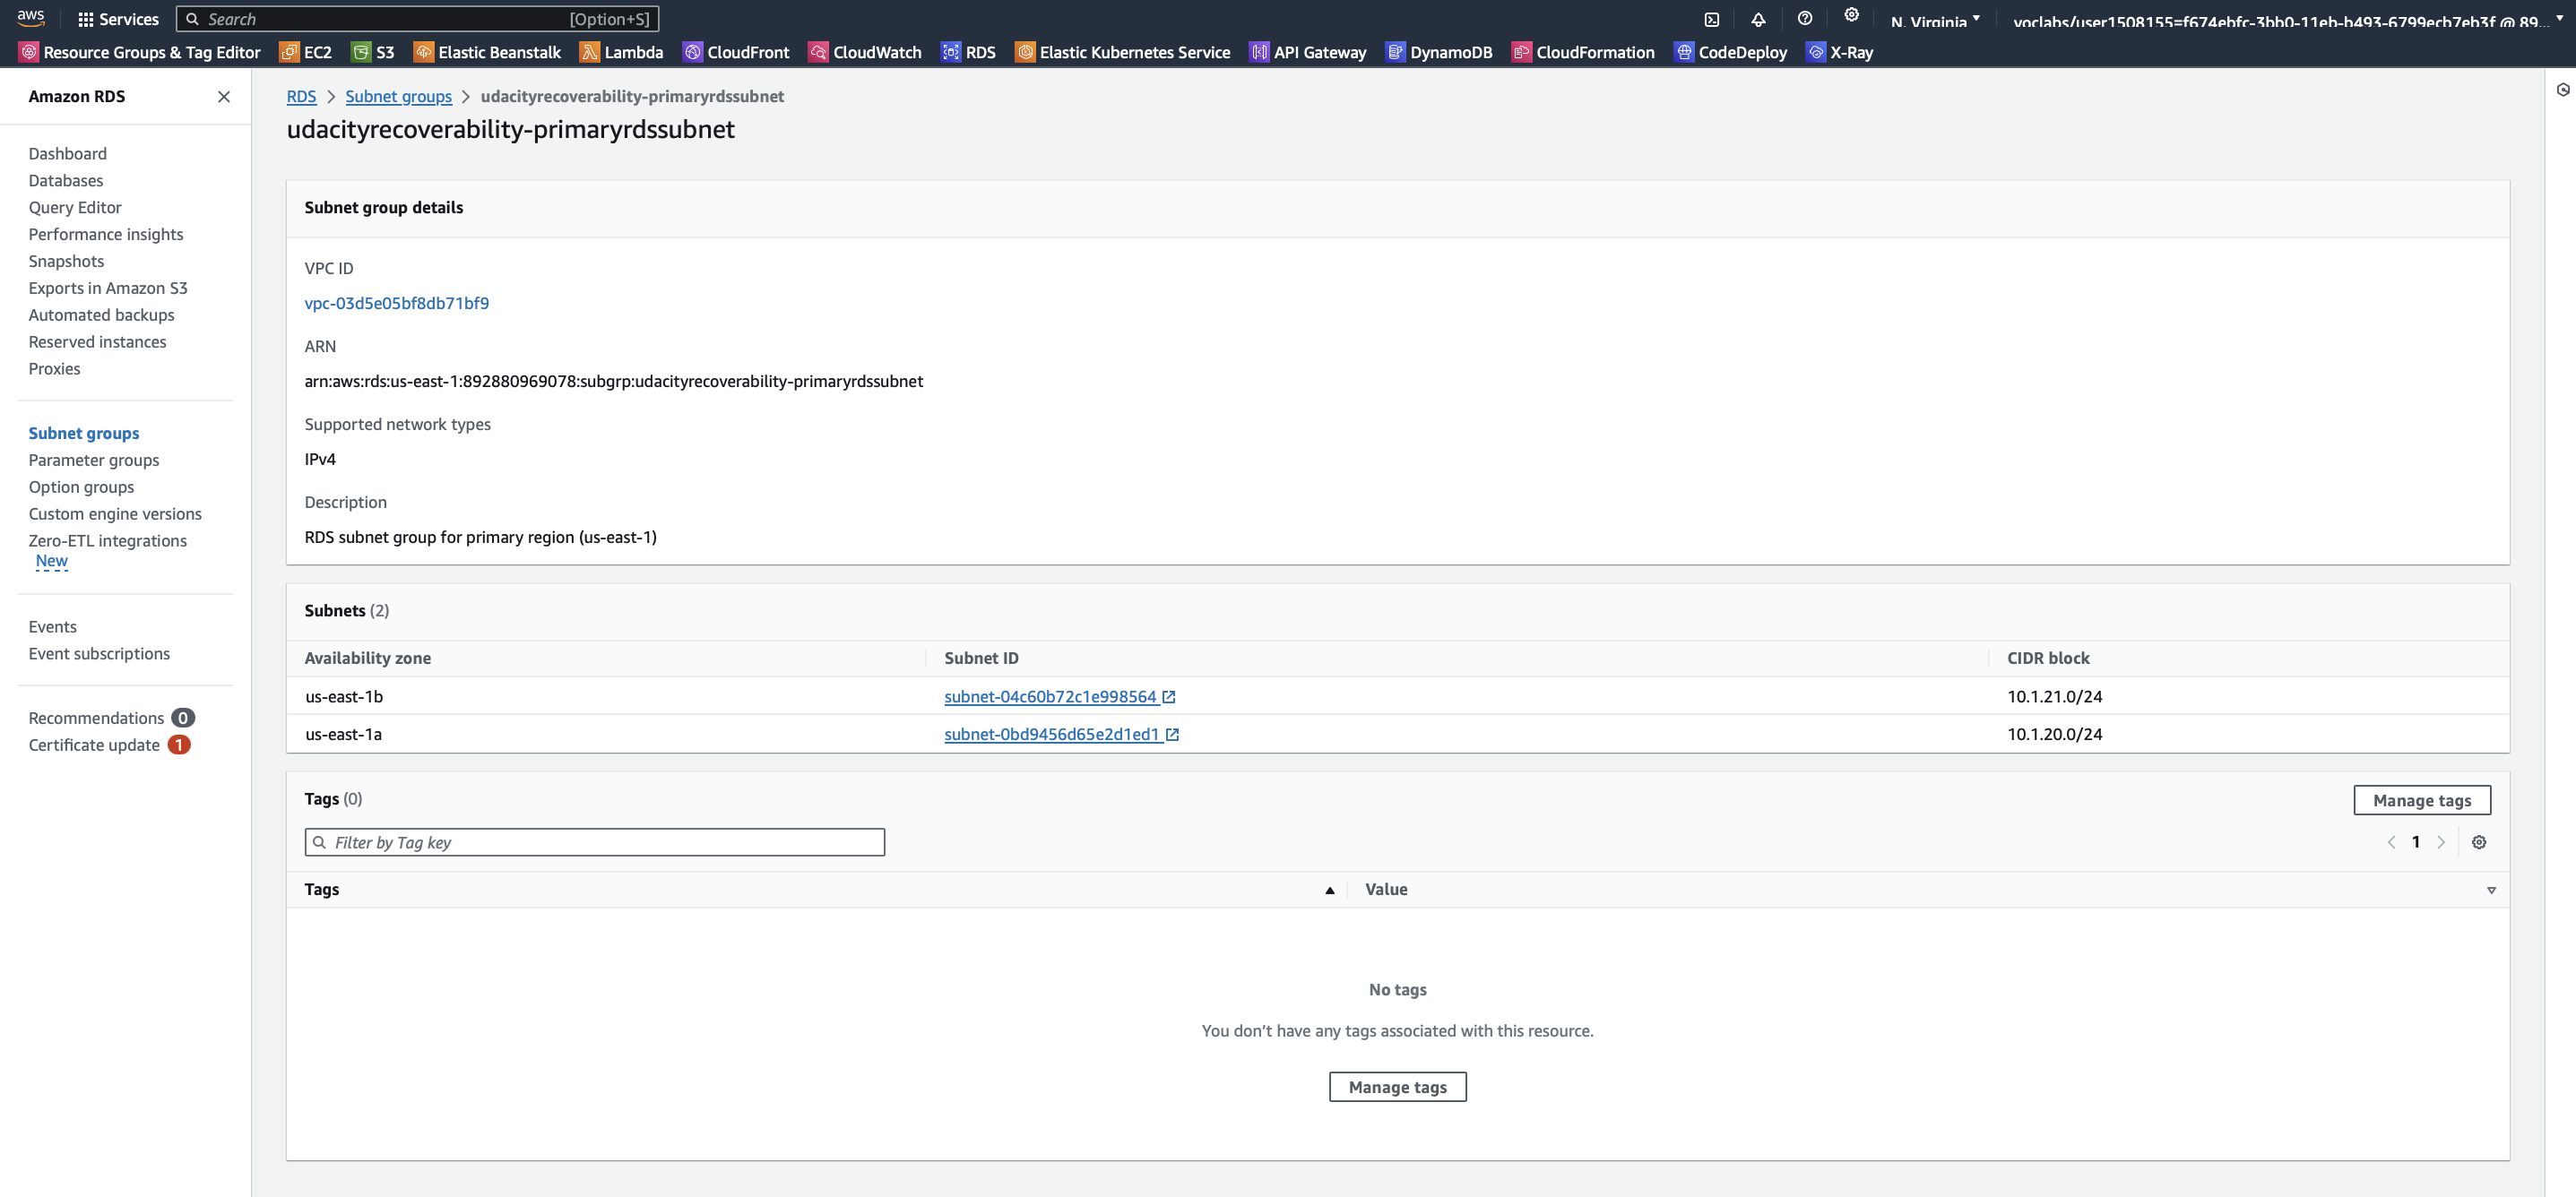 aws
Services
Search
[Option+S]
N. Virginia
voclabs/user1508155=f674ebfc-3bb0-11eb-b493-6799ecb7eb3f @ 89...
Resource Groups & Tag Editor
EC2
S3
Elastic Beanstalk
Lambda
CloudFront
CloudWatch
RDS
Elastic Kubernetes Service
API Gateway
DynamoDB
CloudFormation
CodeDeploy
X-Ray
Amazon RDS
Dashboard
Databases
Query Editor
Performance insights
Snapshots
Exports in Amazon S3
Automated backups
Reserved instances
Proxies
Subnet groups
Parameter groups
Option groups
Custom engine versions
Zero-ETL integrations
New
Events
Event subscriptions
Recommendations 0
Certificate update 1
RDS > Subnet groups > udacityrecoverability-primaryrdssubnet
udacityrecoverability-primaryrdssubnet
Subnet group details
VPC ID
vpc-03d5e05bf8db71bf9
ARN
arn:aws:rds:us-east-1:892880969078:subgrp:udacityrecoverability-primaryrdssubnet
Supported network types
IPv4
Description
RDS subnet group for primary region (us-east-1)
Subnets (2)
Availability zone Subnet ID CIDR block
us-east-1b subnet-04c60b72c1e998564 10.1.21.0/24
us-east-1a subnet-0bd9456d65e2d1ed1 10.1.20.0/24
Tags (0)
Manage tags
Filter by Tag key
1
Tags Value
No tags
You don't have any tags associated with this resource.
Manage tags